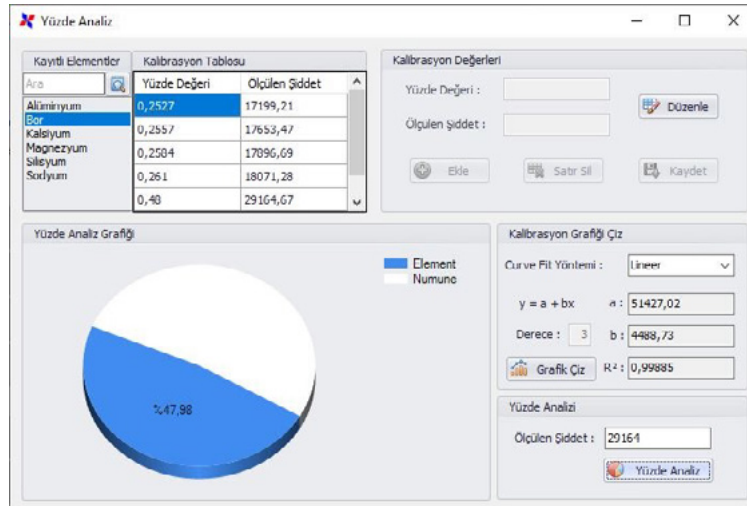 Yüzde Analiz
Kayıtlı Elementler
Ara
Alüminyum
Bor
Kalsiyum
Magnezyum
Silisyum
Sodyum
Kalibrasyon Tablosu
Yüzde Değeri Ölçülen Şiddet
0,2527 17199,21
0,2557 17653,47
0,2584 17896,69
0,261 18071,28
0,48 29164,67
Kalibrasyon Değerleri
Yüzde Değeri :
Ölçülen Şiddet :
Düzenle
Ekle Satır Sil Kaydet
Yüzde Analiz Grafiği
Element
Numune
%47,98
Kalibrasyon Grafiği Çiz
Curve Fit Yöntemi : Lineer
y = a + bx a : 51427,02
Derece : 3 b : 4488,73
Grafik Çiz R² : 0,99885
Yüzde Analizi
Ölçülen Şiddet : 29164
Yüzde Analiz